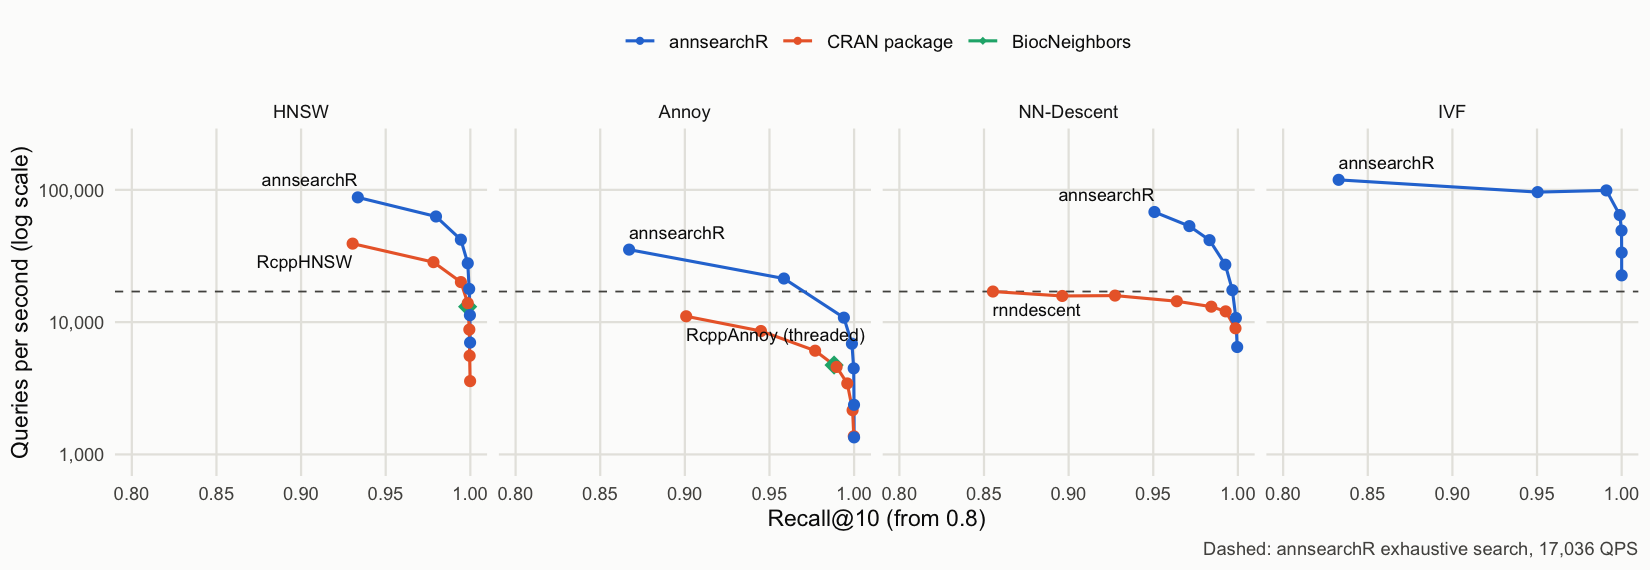 annsearchR CRAN package BiocNeighbors
HNSW Annoy NN-Descent IVF
Queries per second (log scale)
100,000
10,000
1,000
annsearchR
RcppHNSW
annsearchR
RcppAnnoy (threaded)
annsearchR
rnndescent
annsearchR
0.80 0.85 0.90 0.95 1.00 0.80 0.85 0.90 0.95 1.00 0.80 0.85 0.90 0.95 1.00 0.80 0.85 0.90 0.95 1.00
Recall@10 (from 0.8)
Dashed: annsearchR exhaustive search, 17,036 QPS